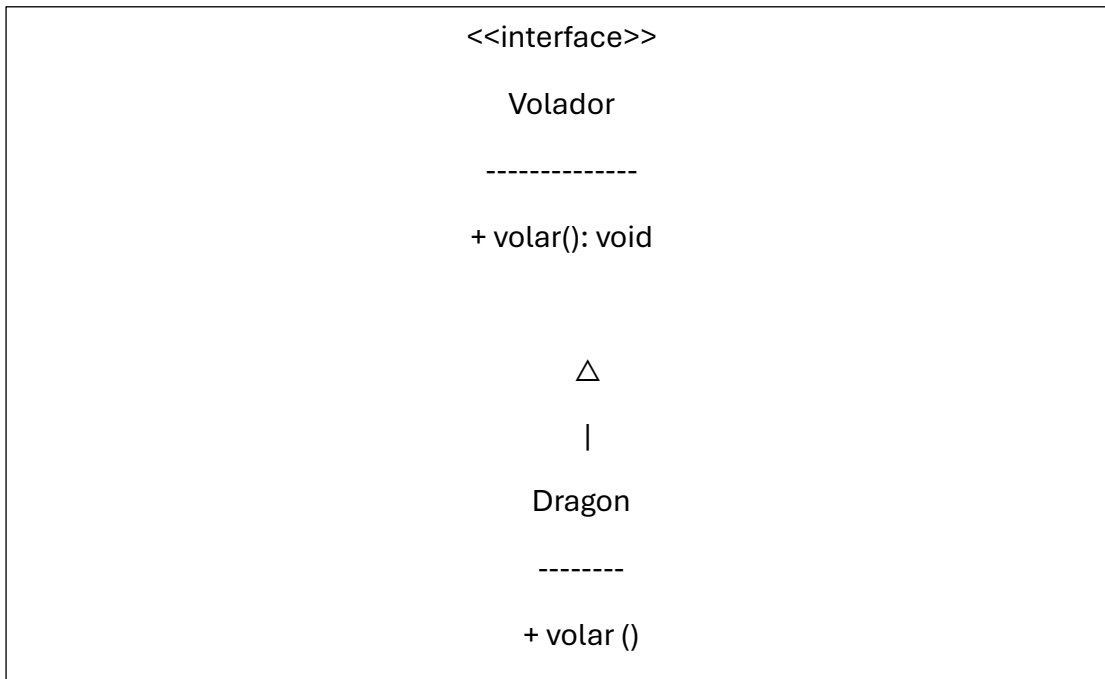 <<interface>>
Volador
--------------
+ volar(): void
△
|
Dragon
--------
+ volar ()